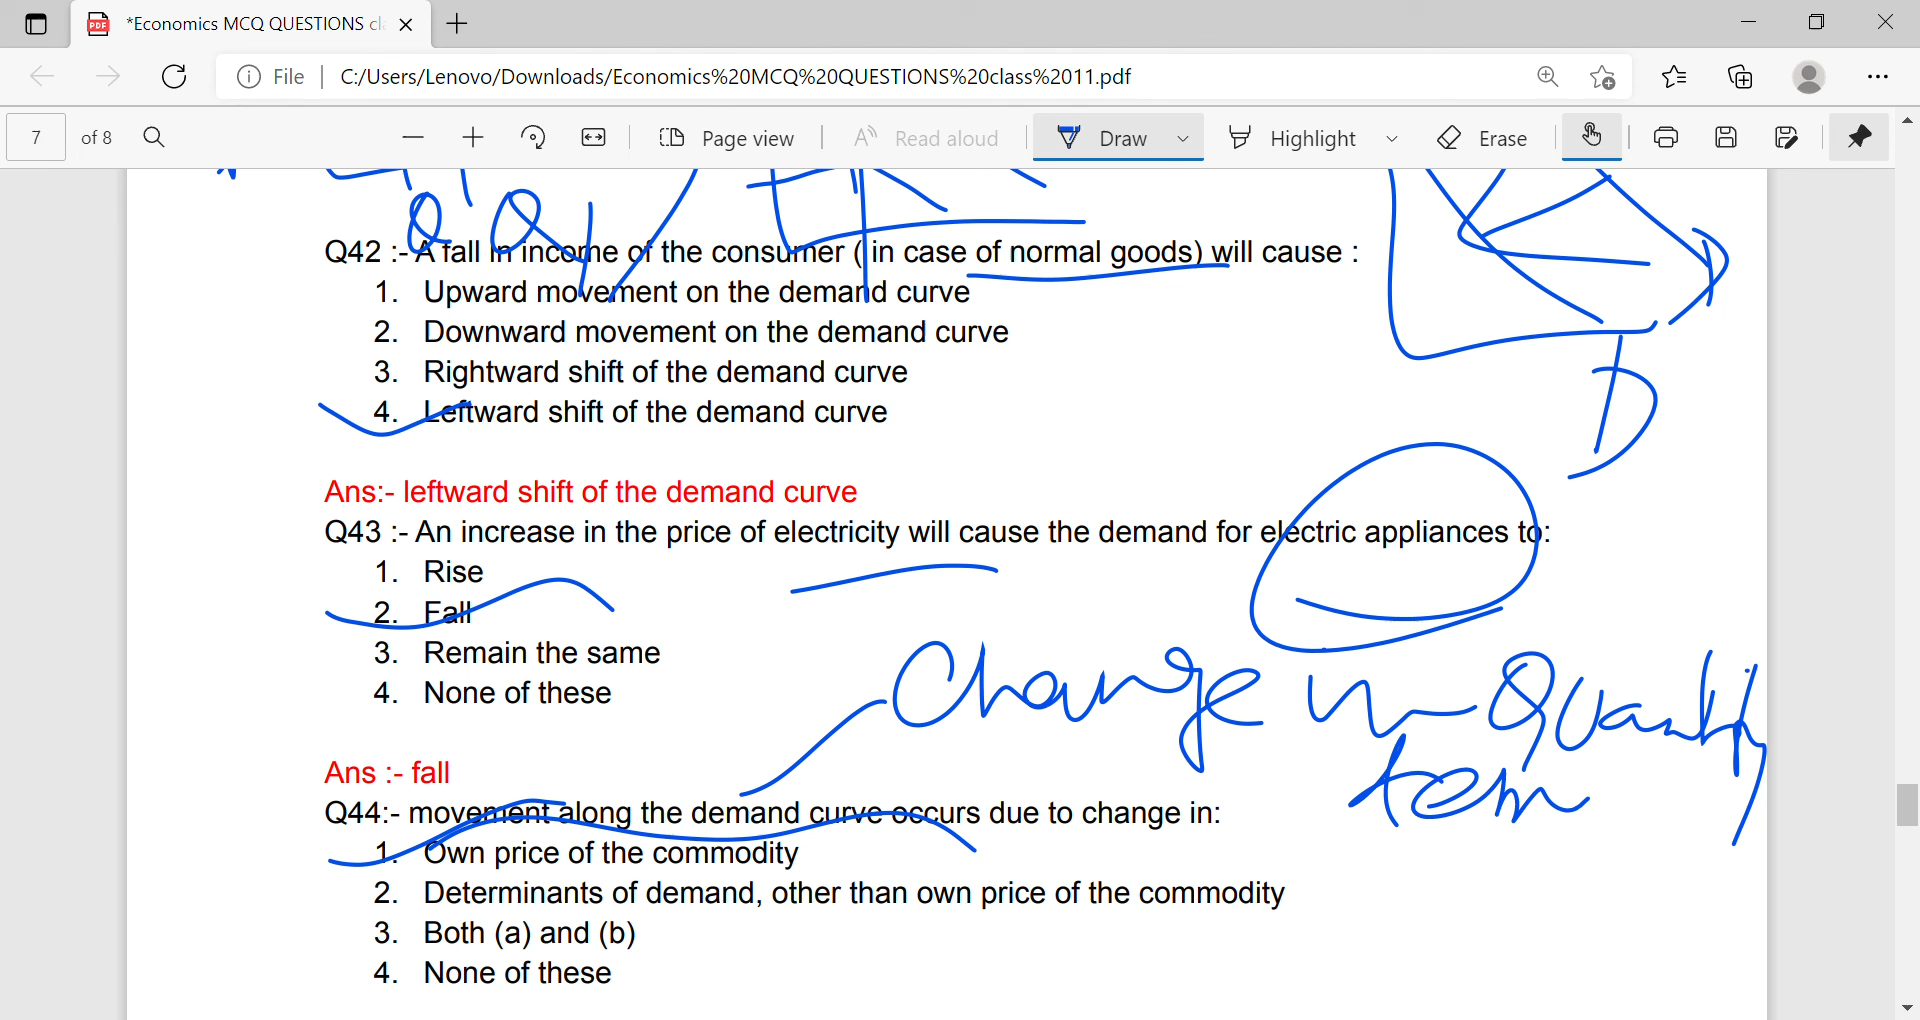 *Economics MCQ QUESTIONS cl
File
C:/Users/Lenovo/Downloads/Economics%20MCQ%20QUESTIONS%20class%2011.pdf
7 of 8
Page view
Read aloud
Draw
Highlight
Erase
Q42 :- A fall in income of the consumer ( in case of normal goods) will cause :
1. Upward movement on the demand curve
2. Downward movement on the demand curve
3. Rightward shift of the demand curve
4. Leftward shift of the demand curve
D
Ans:- leftward shift of the demand curve
Q43 :- An increase in the price of electricity will cause the demand for electric appliances to:
1. Rise
2. Fall
3. Remain the same
4. None of these
Change in Quantity
Ans :- fall
Q44:- movement along the demand curve occurs due to change in:
1. Own price of the commodity
2. Determinants of demand, other than own price of the commodity
3. Both (a) and (b)
4. None of these